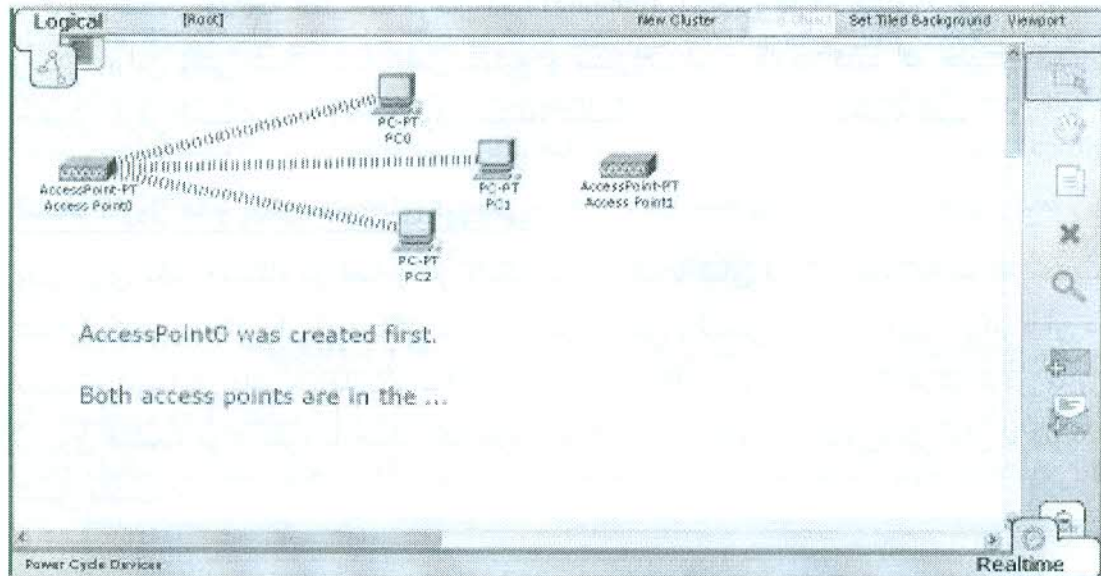 Logical [Root] New Cluster Object Set Tiled Background Viewport
PC-PT
PC0
AccessPoint-PT
Access Point0
PC-PT
PC1
AccessPoint-PT
Access Point1
PC-PT
PC2
AccessPoint0 was created first.
Both access points are in the ...
Power Cycle Devices
Realtime